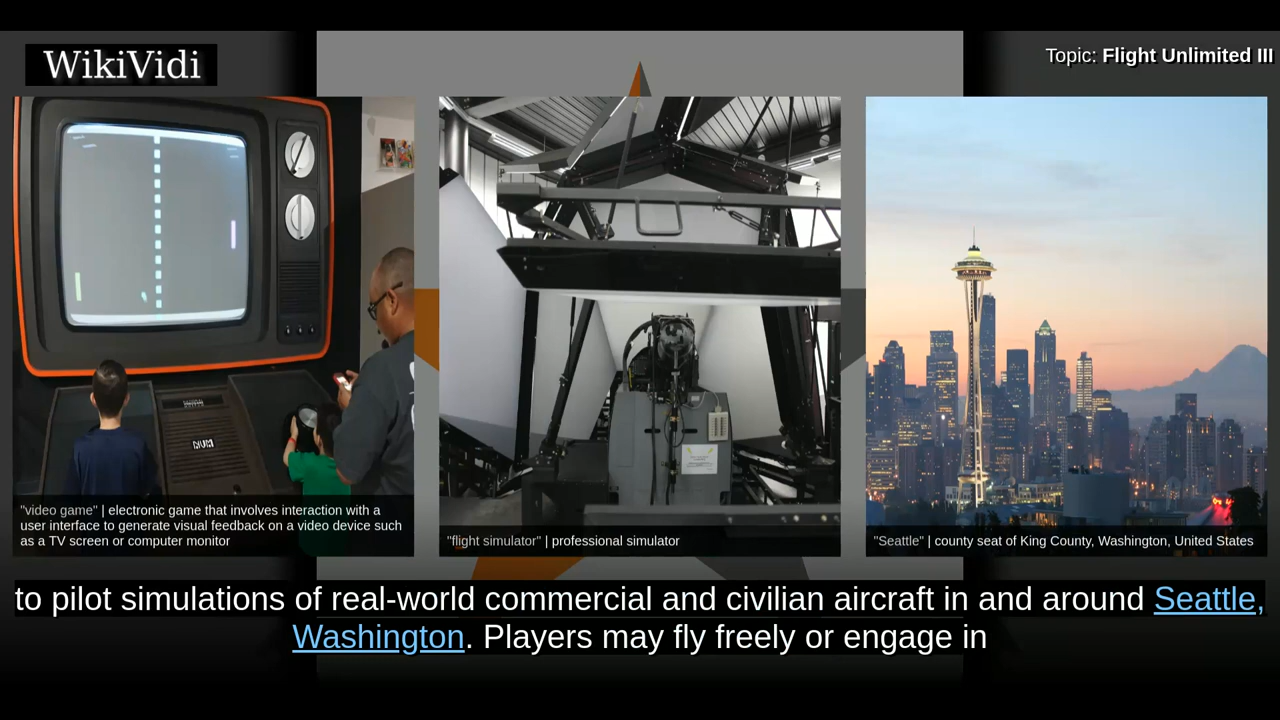 WikiVidi
Topic: Flight Unlimited III
"video game" | electronic game that involves interaction with a
user interface to generate visual feedback on a video device such
as a TV screen or computer monitor
"flight simulator" | professional simulator
"Seattle" | county seat of King County, Washington, United States
to pilot simulations of real-world commercial and civilian aircraft in and around Seattle,
Washington. Players may fly freely or engage in